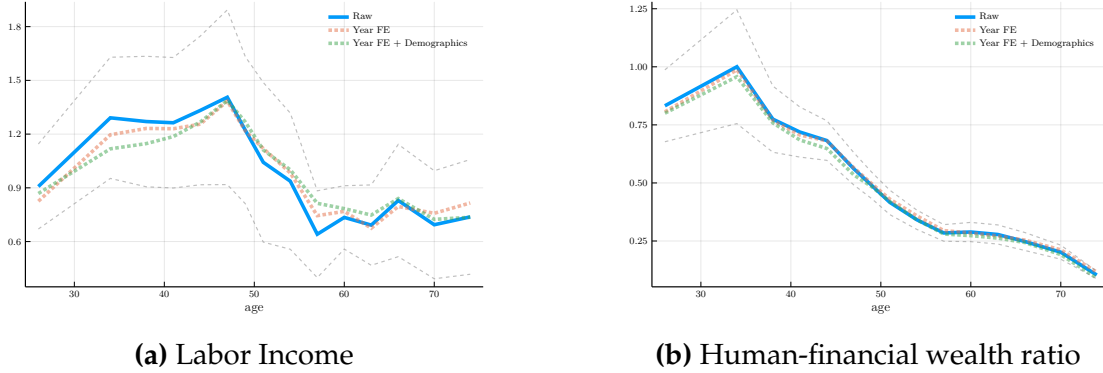 1.8
1.5
1.2
0.9
0.6
30 40 50 60 70
age
Raw
Year FE
Year FE + Demographics
(a) Labor Income
1.25
1.00
0.75
0.50
0.25
30 40 50 60 70
age
Raw
Year FE
Year FE + Demographics
(b) Human-financial wealth ratio